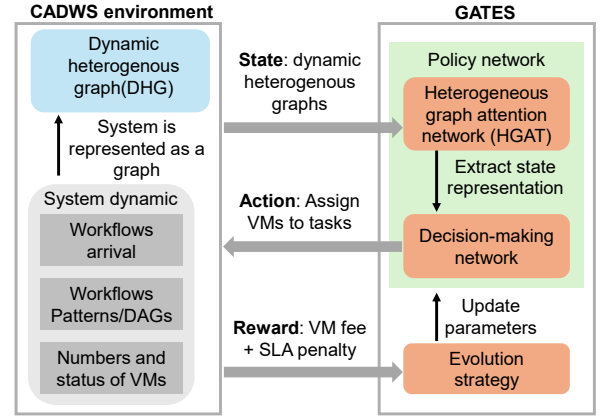 CADWS environment
Dynamic
heterogenous
graph(DHG)
System is
represented as a
graph
System dynamic
Workflows
arrival
Workflows
Patterns/DAGs
Numbers and
status of VMs
State: dynamic
heterogenous
graphs
Action: Assign
VMs to tasks
Reward: VM fee
+ SLA penalty
GATES
Policy network
Heterogeneous
graph attention
network (HGAT)
Extract state
representation
Decision-making
network
Update
parameters
Evolution
strategy